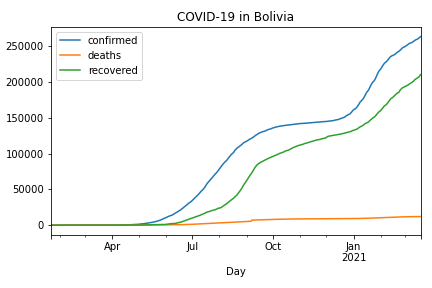 COVID-19 in Bolivia
confirmed
deaths
recovered
250000
200000
150000
100000
50000
0
Apr
Jul
Oct
Jan
2021
Day